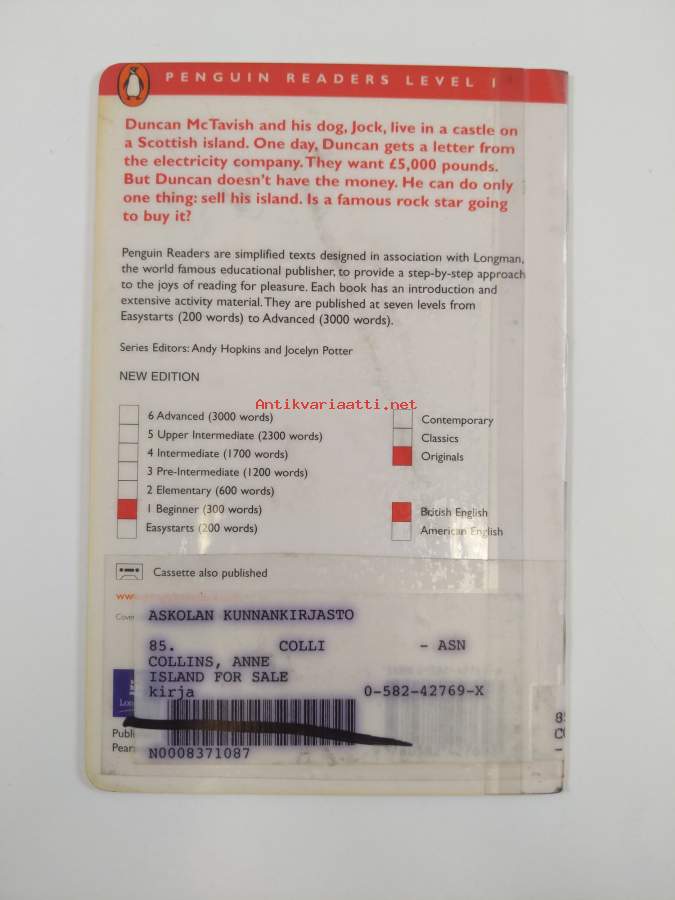 PENGUIN READERS LEVEL 1
Duncan McTavish and his dog, Jock, live in a castle on
a Scottish island. One day, Duncan gets a letter from
the electricity company. They want £5,000 pounds.
But Duncan doesn't have the money. He can do only
one thing: sell his island. Is a famous rock star going
to buy it?
Penguin Readers are simplified texts designed in association with Longman,
the world famous educational publisher, to provide a step-by-step approach
to the joys of reading for pleasure. Each book has an introduction and
extensive activity material. They are published at seven levels from
Easystarts (200 words) to Advanced (3000 words).
Series Editors: Andy Hopkins and Jocelyn Potter
NEW EDITION
Antikvariaatti.net
6 Advanced (3000 words)
5 Upper Intermediate (2300 words)
4 Intermediate (1700 words)
3 Pre-Intermediate (1200 words)
2 Elementary (600 words)
1 Beginner (300 words)
Easystarts (200 words)
Contemporary
Classics
Originals
British English
American English
Cassette also published
www
Cover
ASKOLAN KUNNANKIRJASTO
85. COLLI - ASN
COLLINS, ANNE
ISLAND FOR SALE
kirja 0-582-42769-X
N0008371087
Publi
Pear